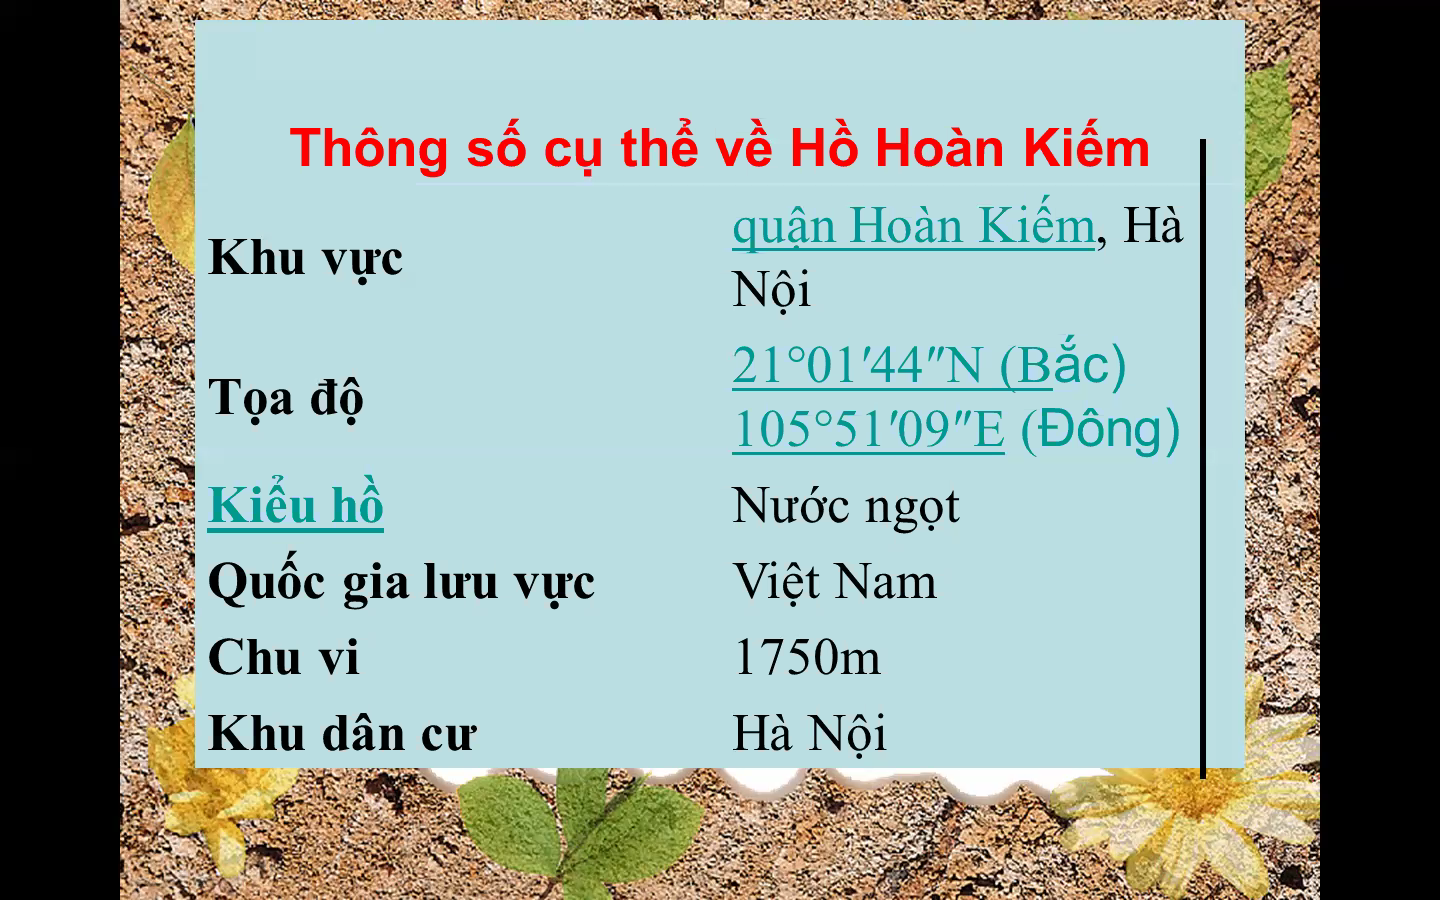 Thông số cụ thể về Hồ Hoàn Kiếm
Khu vực
quận Hoàn Kiếm, Hà
Nội
Tọa độ
21°01′44″N (Bắc)
105°51′09″E (Đông)
Kiểu hồ
Nước ngọt
Quốc gia lưu vực
Việt Nam
Chu vi
1750m
Khu dân cư
Hà Nội